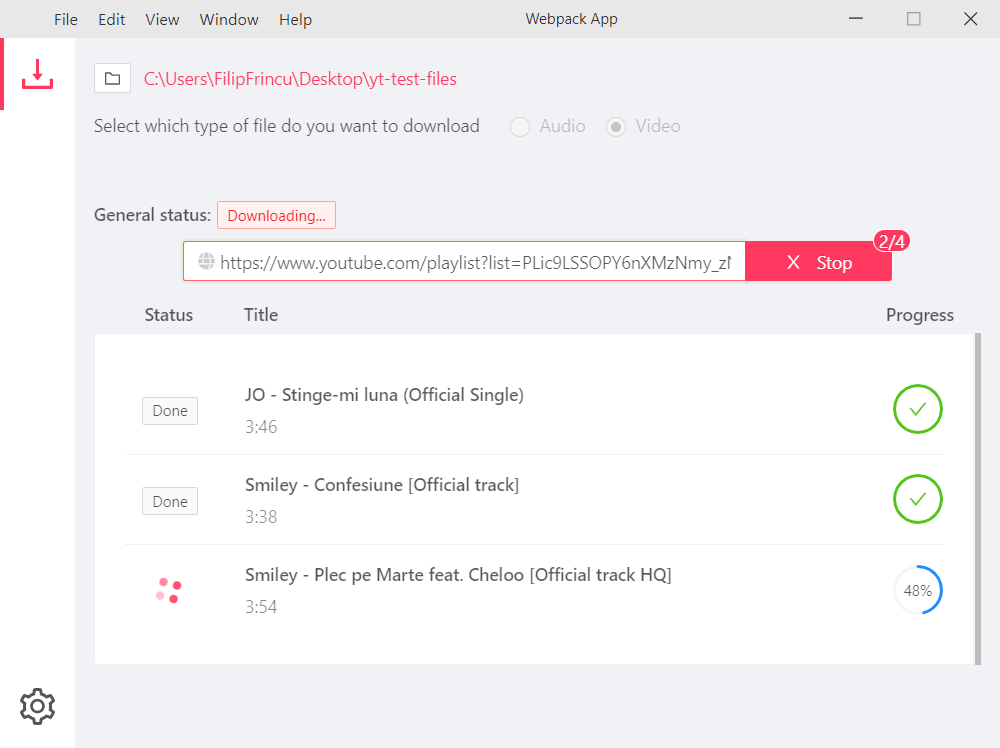 File Edit View Window Help Webpack App
C:\Users\FilipFrincu\Desktop\yt-test-files
Select which type of file do you want to download Audio Video
General status: Downloading...
2/4
https://www.youtube.com/playlist?list=PLic9LSSOPY6nXMzNmy_z X Stop
Status Title Progress
JO - Stinge-mi luna (Official Single)
Done
3:46
Smiley - Confesiune [Official track]
Done
3:38
Smiley - Plec pe Marte feat. Cheloo [Official track HQ]
48%
3:54